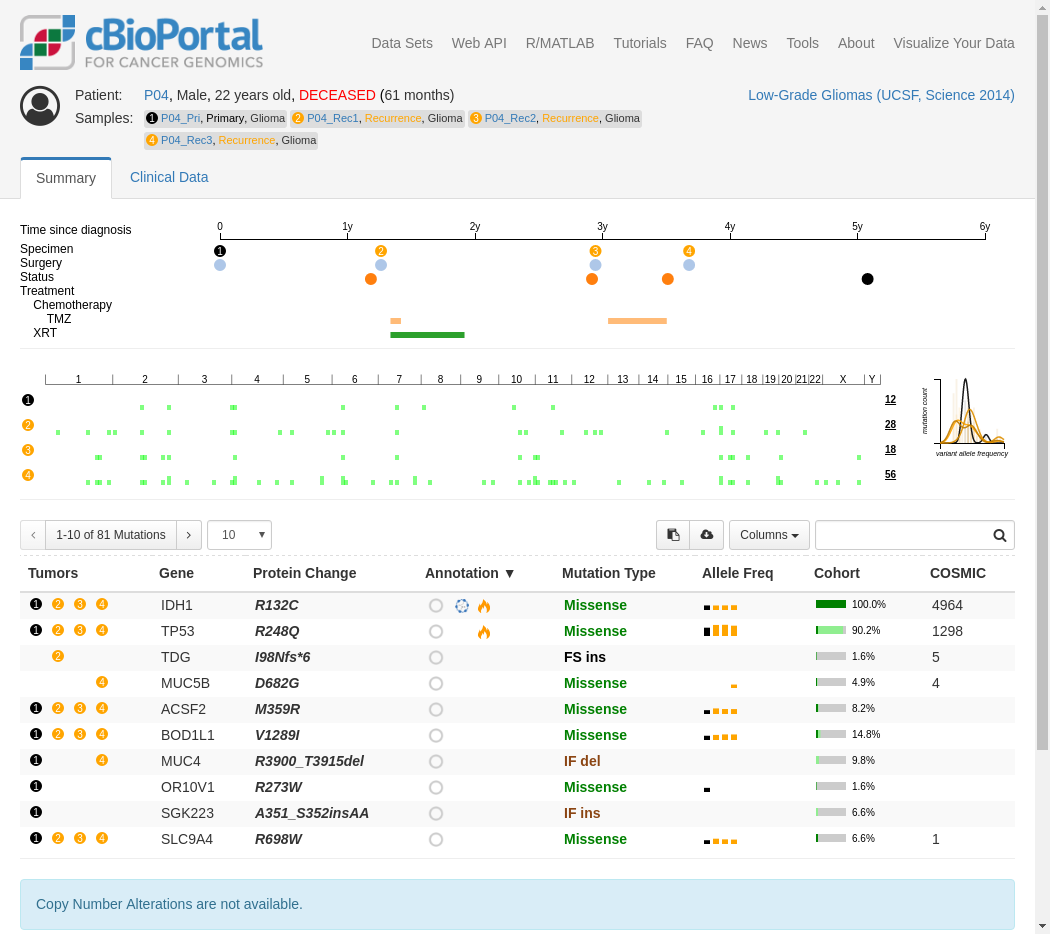 cBioPortal
FOR CANCER GENOMICS
Data Sets Web API R/MATLAB Tutorials FAQ News Tools About Visualize Your Data
Patient: P04, Male, 22 years old, DECEASED (61 months) Low-Grade Gliomas (UCSF, Science 2014)
Samples: 1 P04_Pri, Primary, Glioma 2 P04_Rec1, Recurrence, Glioma 3 P04_Rec2, Recurrence, Glioma
4 P04_Rec3, Recurrence, Glioma
Summary Clinical Data
Time since diagnosis 0 1y 2y 3y 4y 5y 6y
Specimen 1 2 3 4
Surgery
Status
Treatment
Chemotherapy
TMZ
XRT
1 2 3 4 5 6 7 8 9 10 11 12 13 14 15 16 17 18 19 20 21 22 X Y
1 12
2 28
3 18
4 56
mutation count
variant allele frequency
‹ 1-10 of 81 Mutations › 10 ▼ Columns
Tumors Gene Protein Change Annotation ▼ Mutation Type Allele Freq Cohort COSMIC
1 2 3 4 IDH1 R132C Missense 100.0% 4964
1 2 3 4 TP53 R248Q Missense 90.2% 1298
2 TDG I98Nfs*6 FS ins 1.6% 5
4 MUC5B D682G Missense 4.9% 4
1 2 3 4 ACSF2 M359R Missense 8.2%
1 2 3 4 BOD1L1 V1289I Missense 14.8%
1 4 MUC4 R3900_T3915del IF del 9.8%
1 OR10V1 R273W Missense 1.6%
1 SGK223 A351_S352insAA IF ins 6.6%
1 2 3 4 SLC9A4 R698W Missense 6.6% 1
Copy Number Alterations are not available.